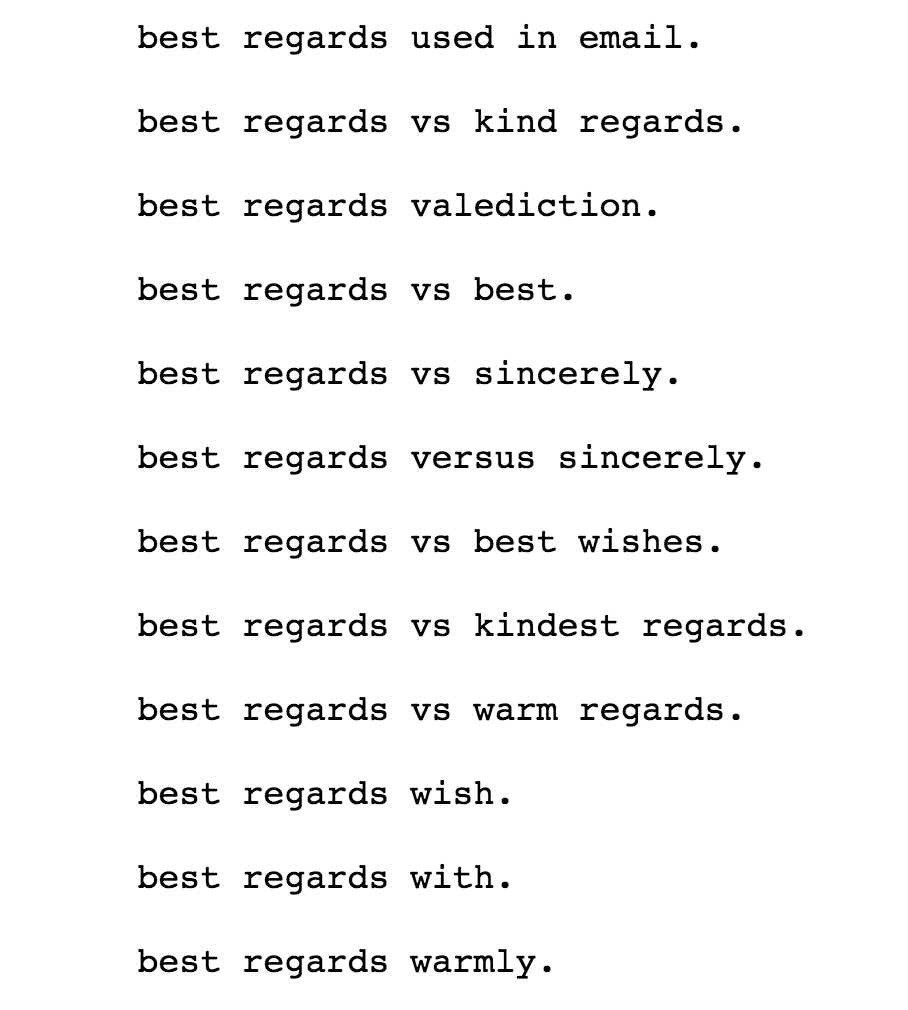 best regards used in email.
best regards vs kind regards.
best regards valediction.
best regards vs best.
best regards vs sincerely.
best regards versus sincerely.
best regards vs best wishes.
best regards vs kindest regards.
best regards vs warm regards.
best regards wish.
best regards with.
best regards warmly.